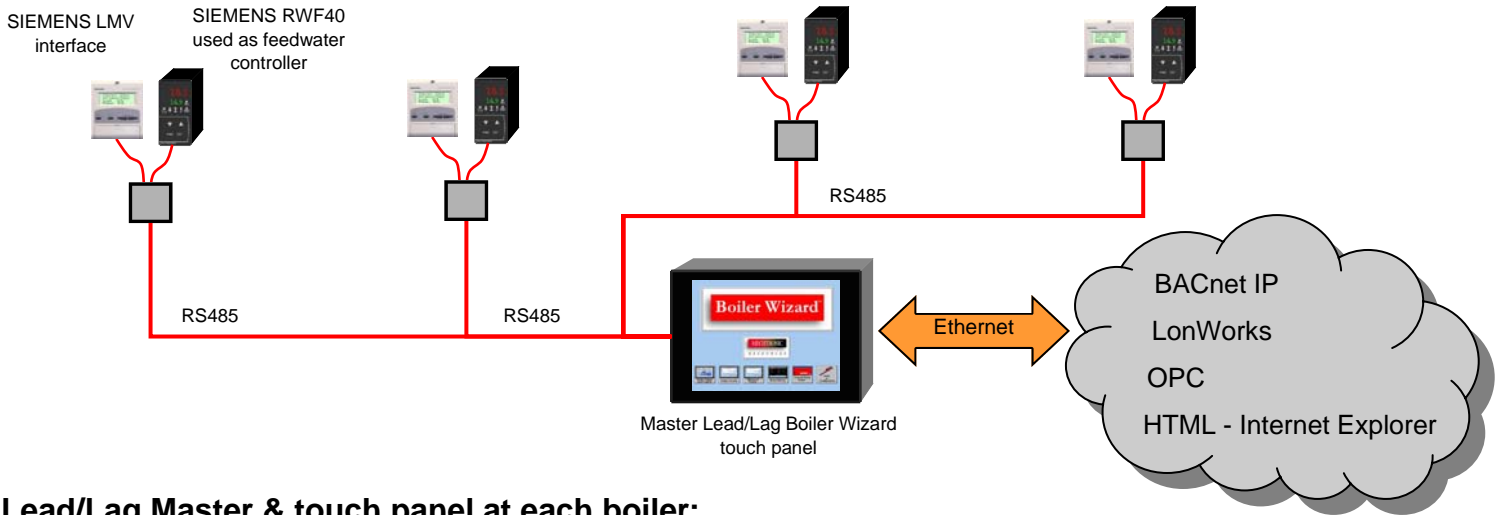 SIEMENS LMV
interface
SIEMENS RWF40
used as feedwater
controller
RS485
RS485
RS485
Boiler Wizard
Ethernet
BACnet IP
LonWorks
OPC
HTML - Internet Explorer
Master Lead/Lag Boiler Wizard
touch panel
Lead/Lag Master & touch panel at each boiler: